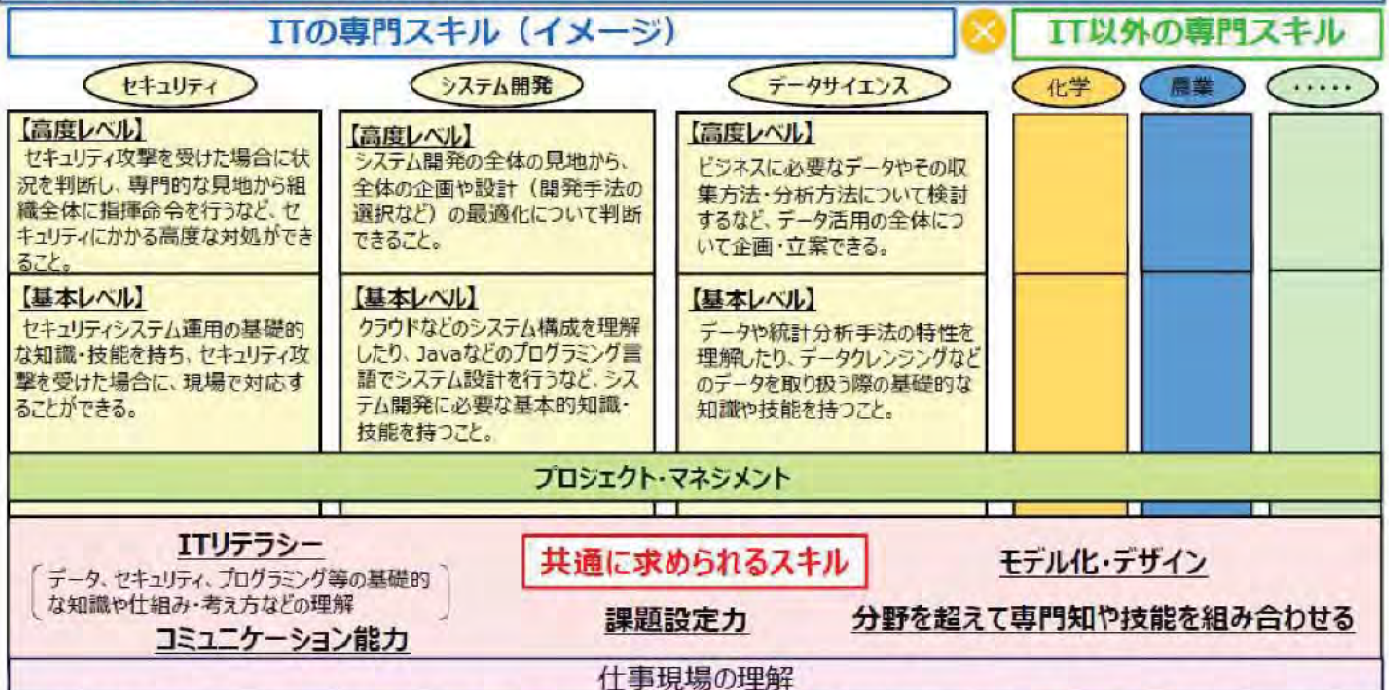 ITの専門スキル（イメージ）
IT以外の専門スキル
セキュリティ
システム開発
データサイエンス
化学
農業
・・・・・
【高度レベル】
セキュリティ攻撃を受けた場合に状
況を判断し、専門的な見地から組
織全体に指揮命令を行うなど、セ
キュリティにかかる高度な対処ができ
ること。
【高度レベル】
システム開発の全体の見地から、
全体の企画や設計（開発手法の
選択など）の最適化について判断
できること。
【高度レベル】
ビジネスに必要なデータやその収
集方法・分析方法について検討
するなど、データ活用の全体につ
いて企画・立案できる。
【基本レベル】
セキュリティシステム運用の基礎的
な知識・技能を持ち、セキュリティ攻
撃を受けた場合に、現場で対応す
ることができる。
【基本レベル】
クラウドなどのシステム構成を理解
したり、Javaなどのプログラミング言
語でシステム設計を行うなど、シス
テム開発に必要な基本的知識・
技能を持つこと。
【基本レベル】
データや統計分析手法の特性を
理解したり、データクレンジングなど
のデータを取り扱う際の基礎的な
知識や技能を持つこと。
プロジェクト・マネジメント
ITリテラシー
データ、セキュリティ、プログラミング等の基礎的
な知識や仕組み・考え方などの理解
コミュニケーション能力
共通に求められるスキル
課題設定力
モデル化・デザイン
分野を超えて専門知や技能を組み合わせる
仕事現場の理解